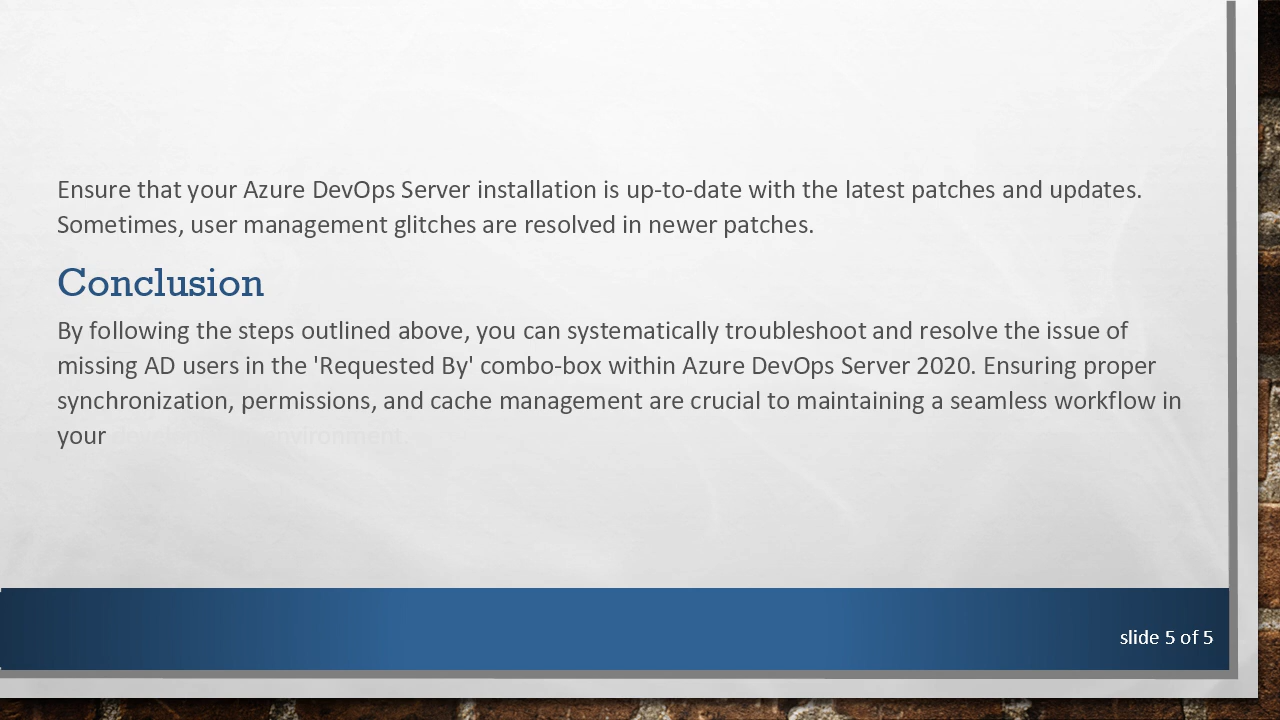 Ensure that your Azure DevOps Server installation is up-to-date with the latest patches and updates.
Sometimes, user management glitches are resolved in newer patches.
Conclusion
By following the steps outlined above, you can systematically troubleshoot and resolve the issue of
missing AD users in the 'Requested By' combo-box within Azure DevOps Server 2020. Ensuring proper
synchronization, permissions, and cache management are crucial to maintaining a seamless workflow in
your environment.
slide 5 of 5